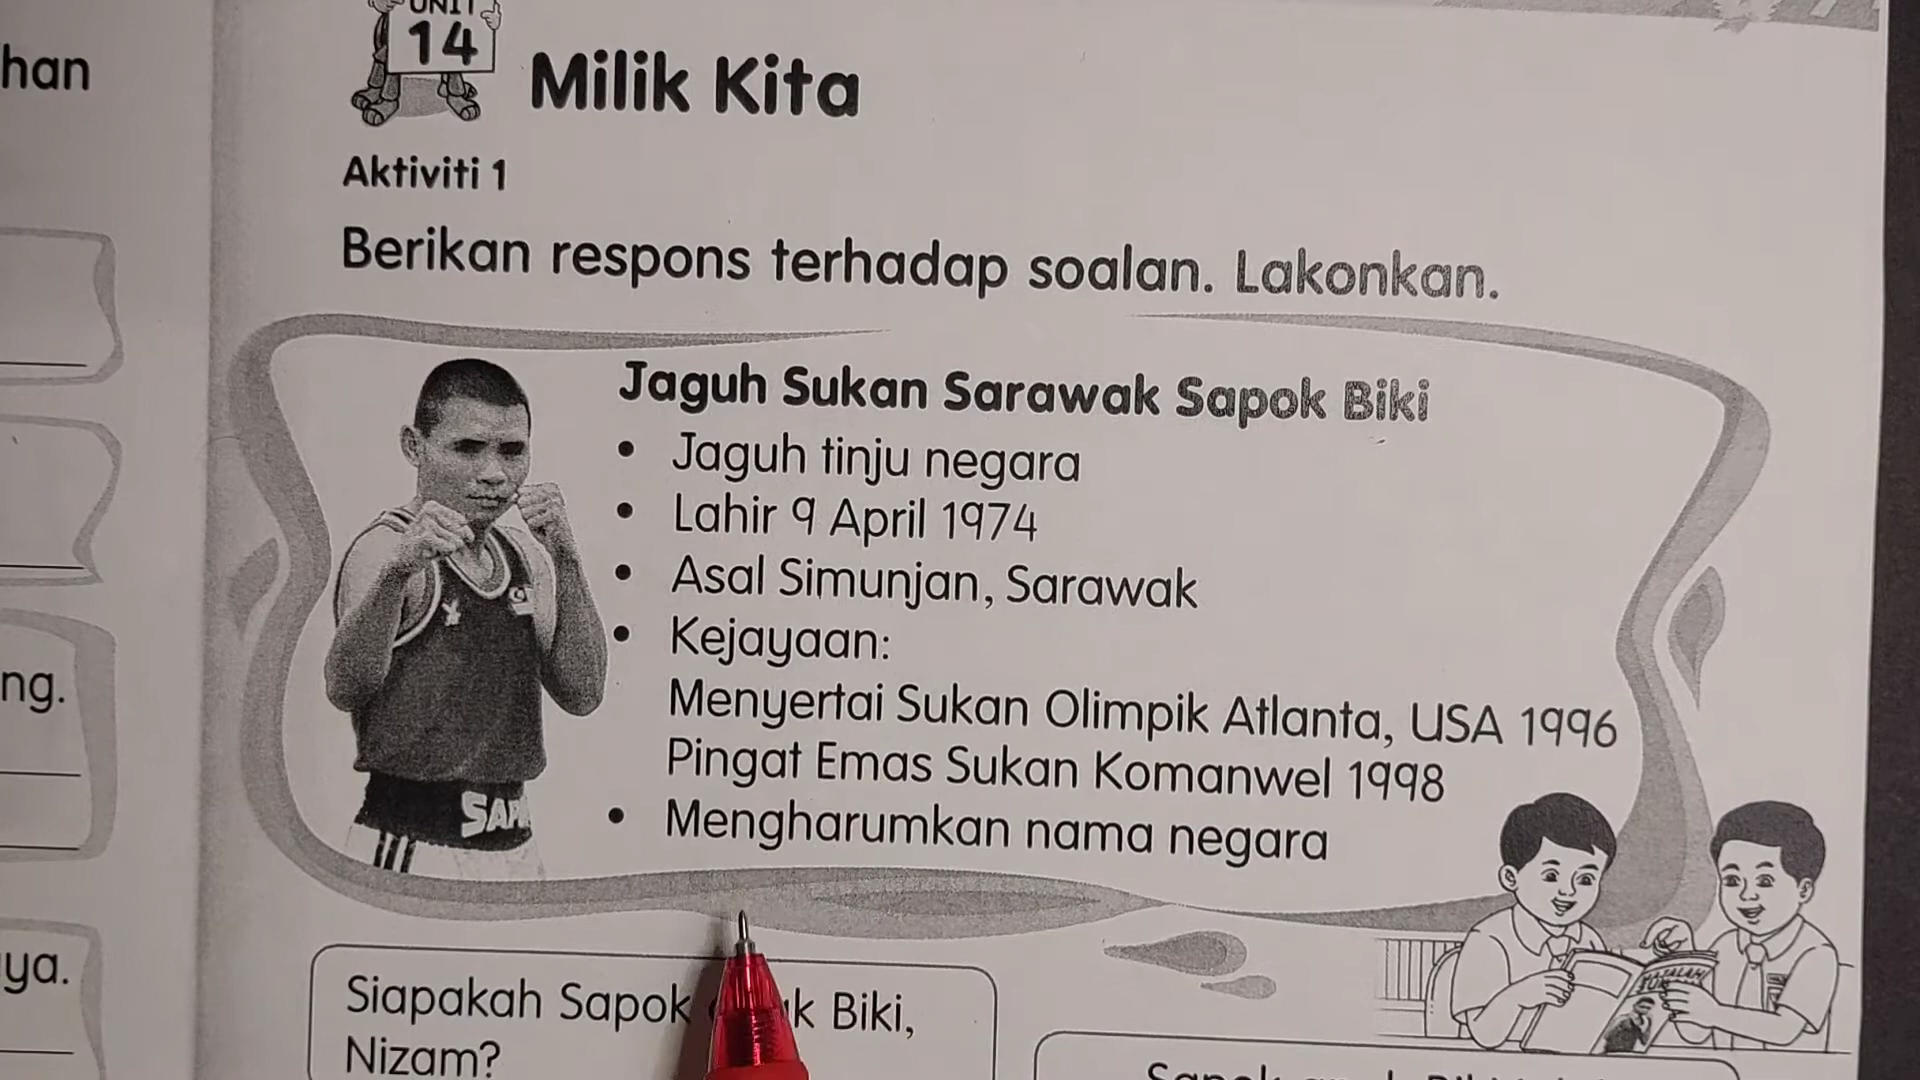 han
ng.
ya.
UNIT
14
Milik Kita
Aktiviti 1
Berikan respons terhadap soalan. Lakonkan.
Jaguh Sukan Sarawak Sapok Biki
• Jaguh tinju negara
• Lahir 9 April 1974
• Asal Simunjan, Sarawak
• Kejayaan:
Menyertai Sukan Olimpik Atlanta, USA 1996
Pingat Emas Sukan Komanwel 1998
• Mengharumkan nama negara
SAP
MAJALAH
Siapakah Sapok Biki,
Nizam?